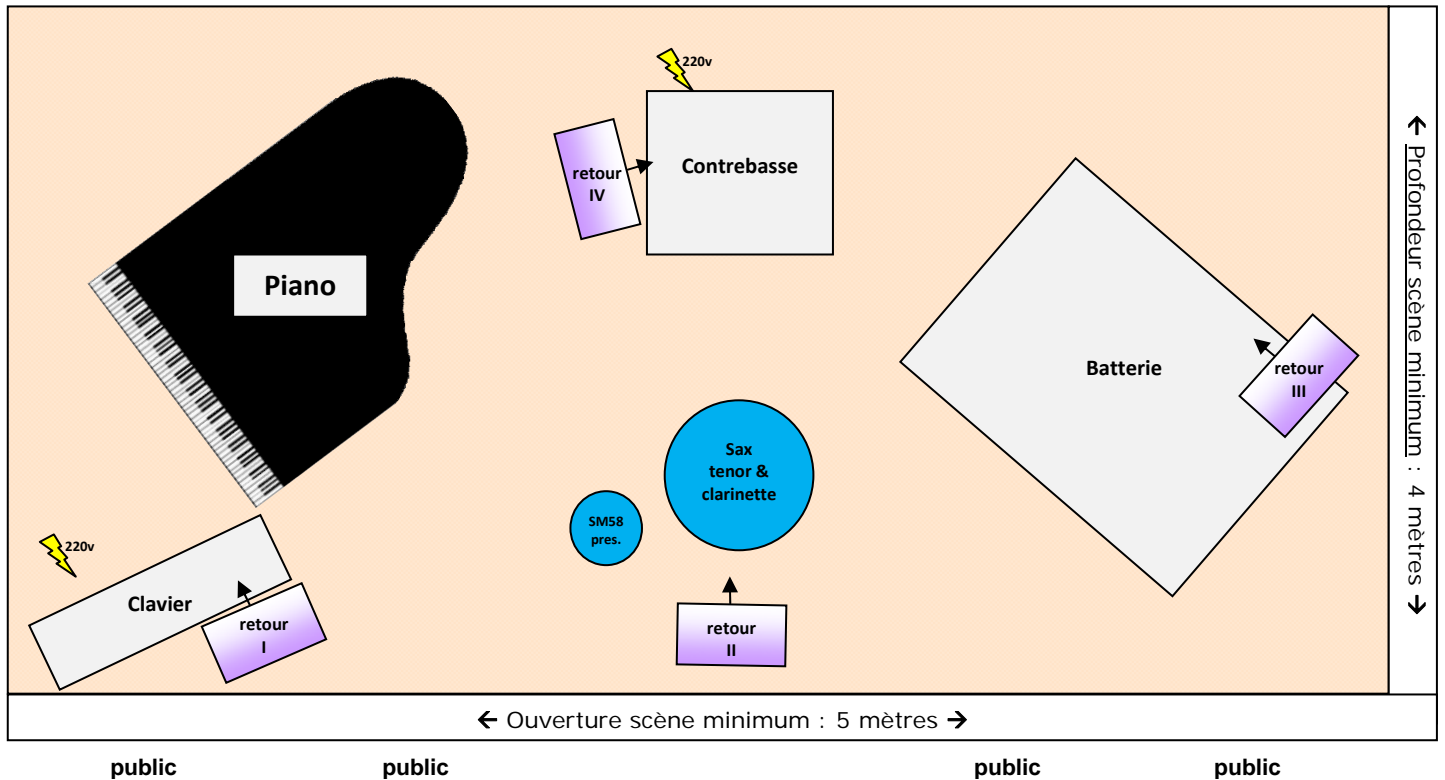 220v
Contrebasse
retour
IV
Piano
Batterie
retour
III
Sax
tenor &
clarinette
SM58
pres.
220v
Clavier
retour
I
retour
II
← Profondeur scène minimum : 4 mètres →
← Ouverture scène minimum : 5 mètres →
public public public public